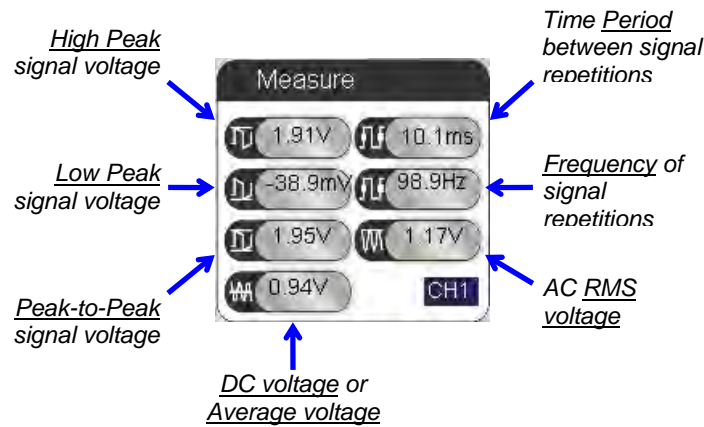 High Peak
signal voltage
Time Period
between signal
repetitions
Measure
1.91V
10.1ms
Low Peak
signal voltage
-38.9mV
98.9Hz
Frequency of
signal
repetitions
1.95V
1.17V
Peak-to-Peak
signal voltage
0.94V
CH1
AC RMS
voltage
DC voltage or
Average voltage